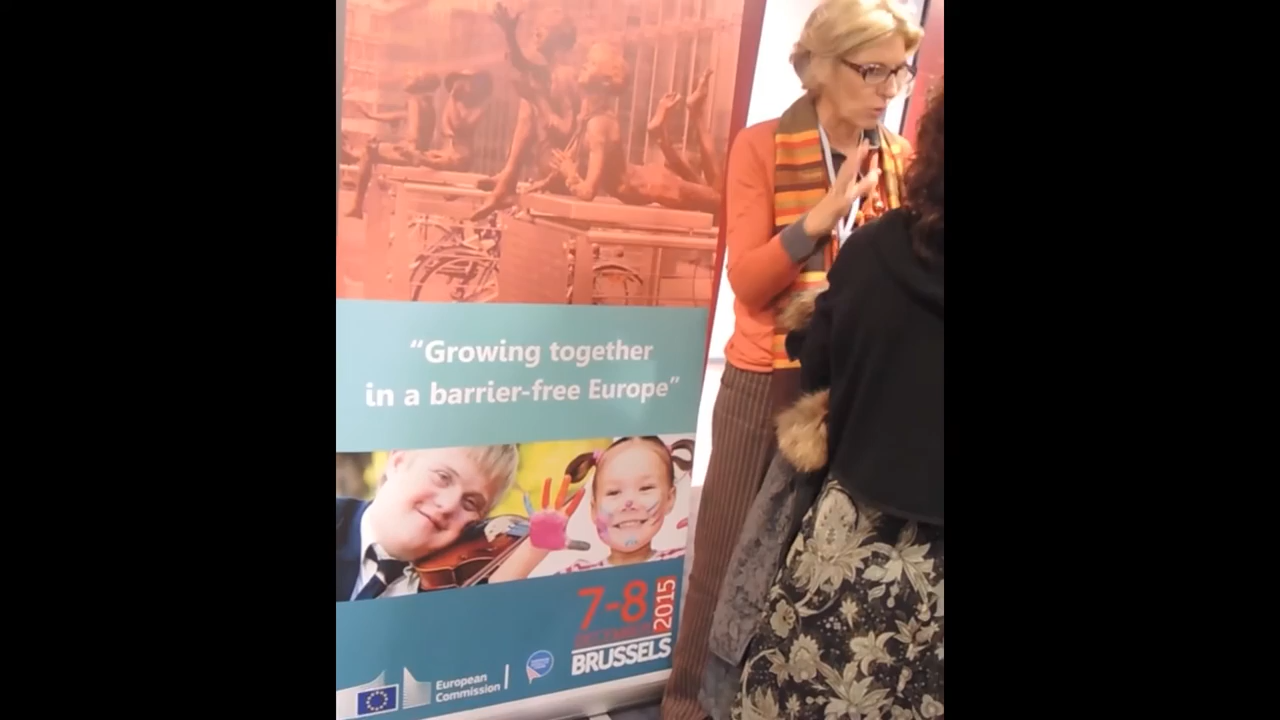 “Growing together
in a barrier-free Europe”
7-8
2015
BRUSSELS
European
Commission